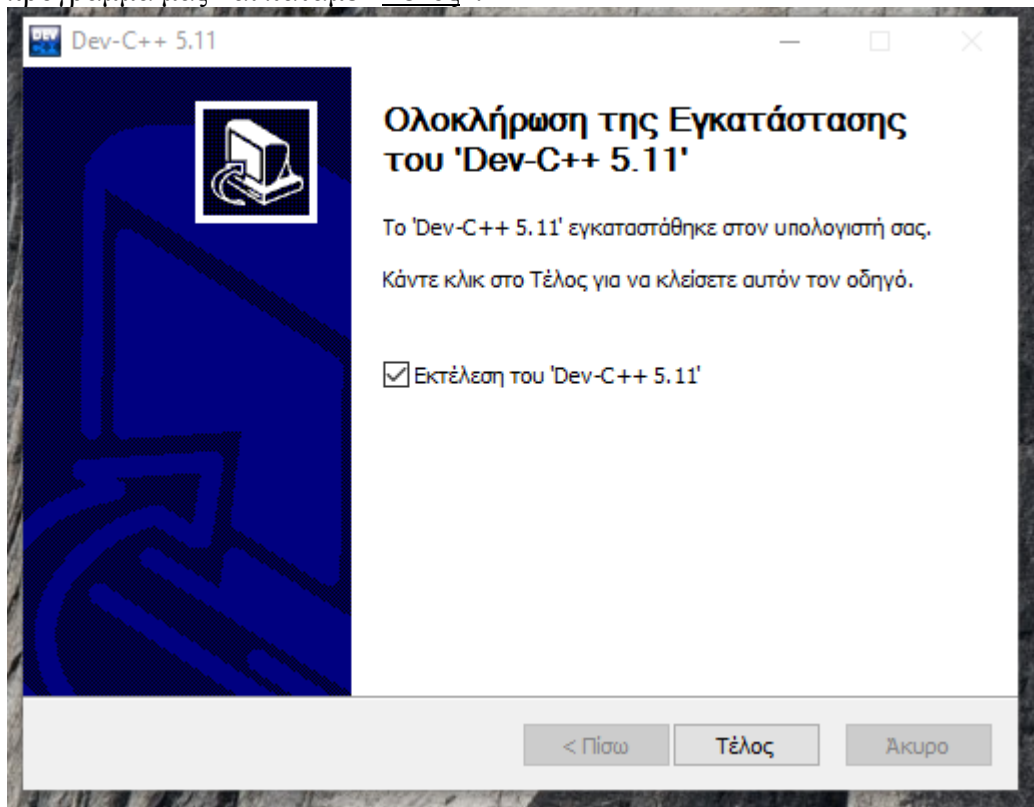 Dev-C++ 5.11
Ολοκλήρωση της Εγκατάστασης
του 'Dev-C++ 5.11'
Το 'Dev-C++ 5.11' εγκαταστάθηκε στον υπολογιστή σας.
Κάντε κλικ στο Τέλος για να κλείσετε αυτόν τον οδηγό.
Εκτέλεση του 'Dev-C++ 5.11'
< Πίσω Τέλος Άκυρο